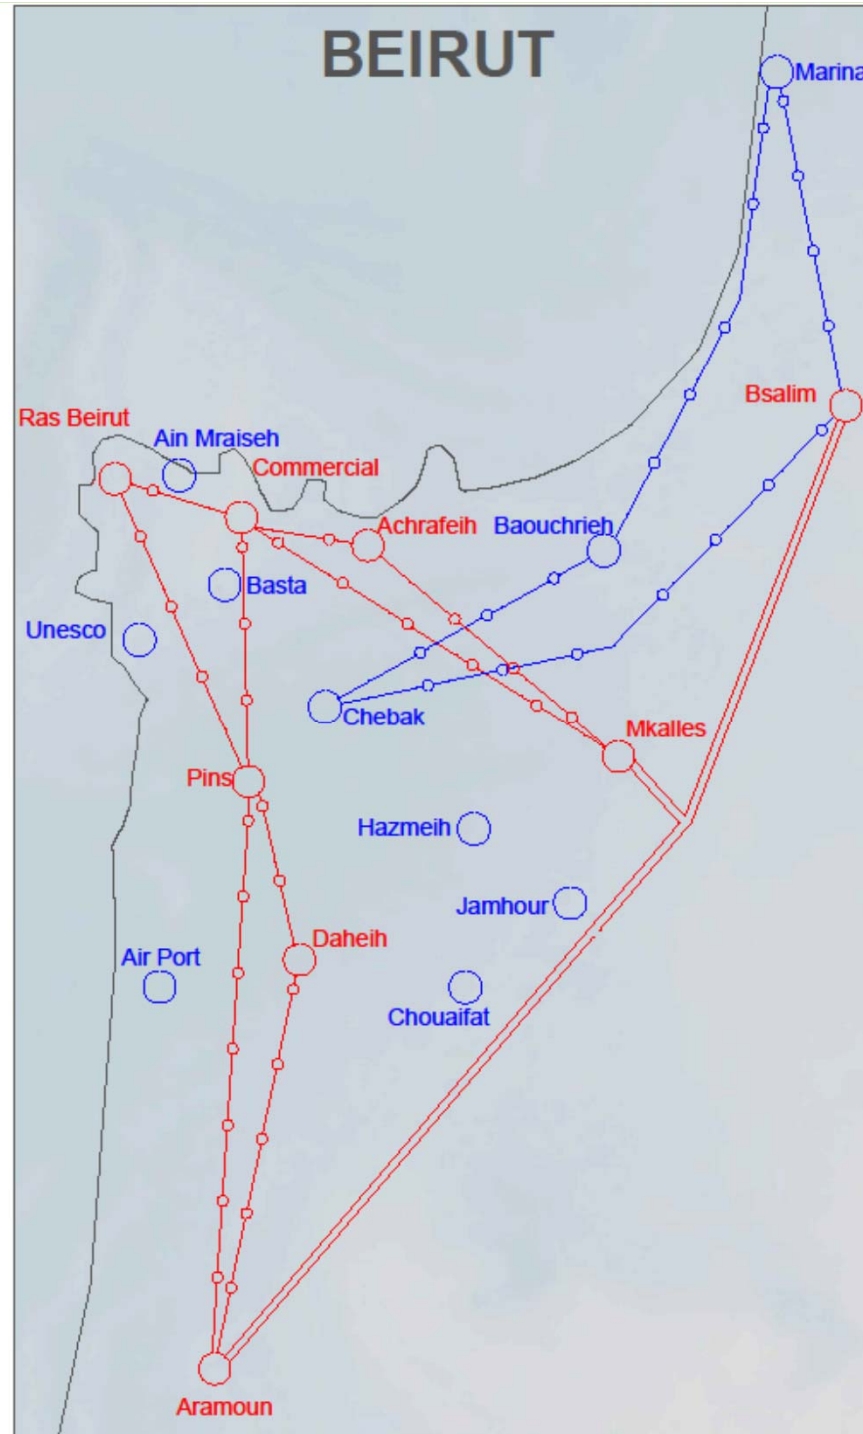 BEIRUT
Marina
Bsalim
Ras Beirut
Ain Mraiseh
Commercial
Achrafeih
Baouchrieh
Basta
Unesco
Chebak
Mkalles
Pins
Hazmeih
Jamhour
Daheih
Air Port
Chouaifat
Aramoun